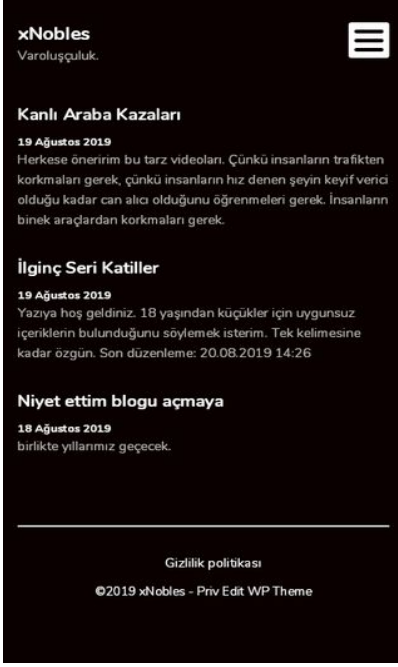 xNobles
Varoluşçuluk.
Kanlı Araba Kazaları
19 Ağustos 2019
Herkese öneririm bu tarz videoları. Çünkü insanların trafikten
korkmaları gerek, çünkü insanların hız denen şeyin keyif verici
olduğu kadar can alıcı olduğunu öğrenmeleri gerek. İnsanların
binek araçlardan korkmaları gerek.
İlginç Seri Katiller
19 Ağustos 2019
Yazıya hoş geldiniz. 18 yaşından küçükler için uygunsuz
içeriklerin bulunduğunu söylemek isterim. Tek kelimesine
kadar özgün. Son düzenleme: 20.08.2019 14:26
Niyet ettim blogu açmaya
18 Ağustos 2019
birlikte yıllarımız geçecek.
Gizlilik politikası
©2019 xNobles - Priv Edit WP Theme